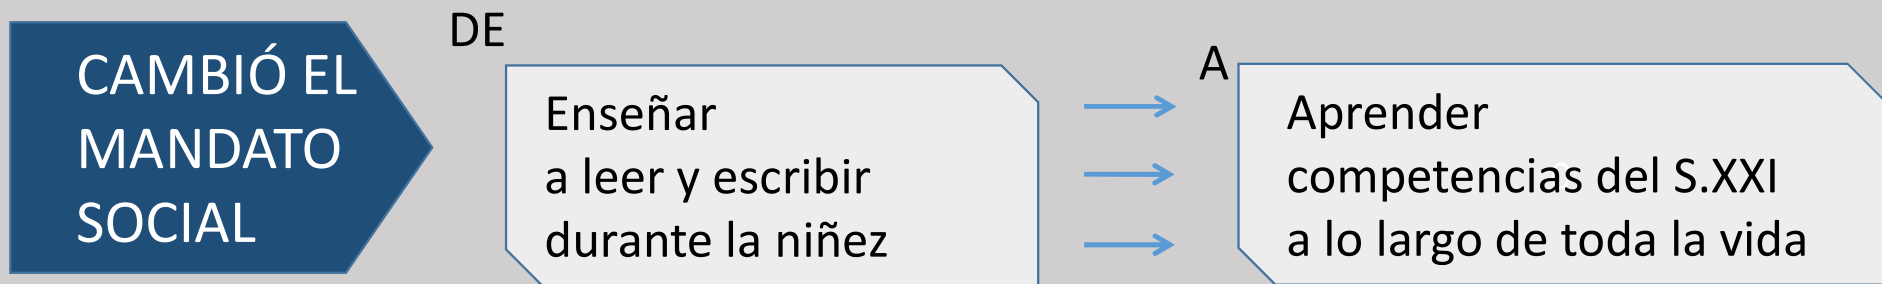 CAMBIÓ EL
MANDATO
SOCIAL
DE
Enseñar
a leer y escribir
durante la niñez
A
Aprender
competencias del S.XXI
a lo largo de toda la vida